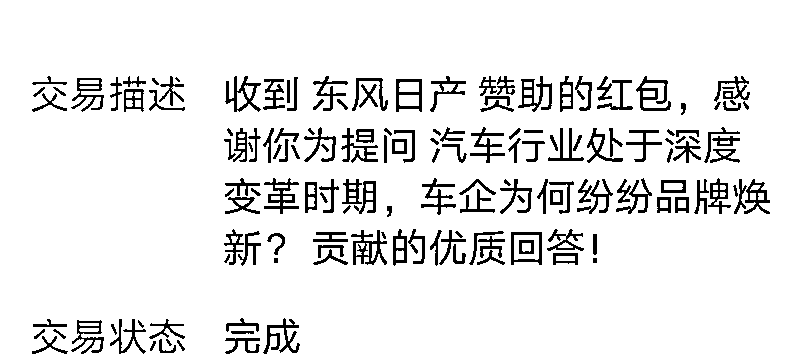 交易描述 收到 东风日产 赞助的红包，感
谢你为提问 汽车行业处于深度
变革时期，车企为何纷纷品牌焕
新？ 贡献的优质回答！
交易状态 完成